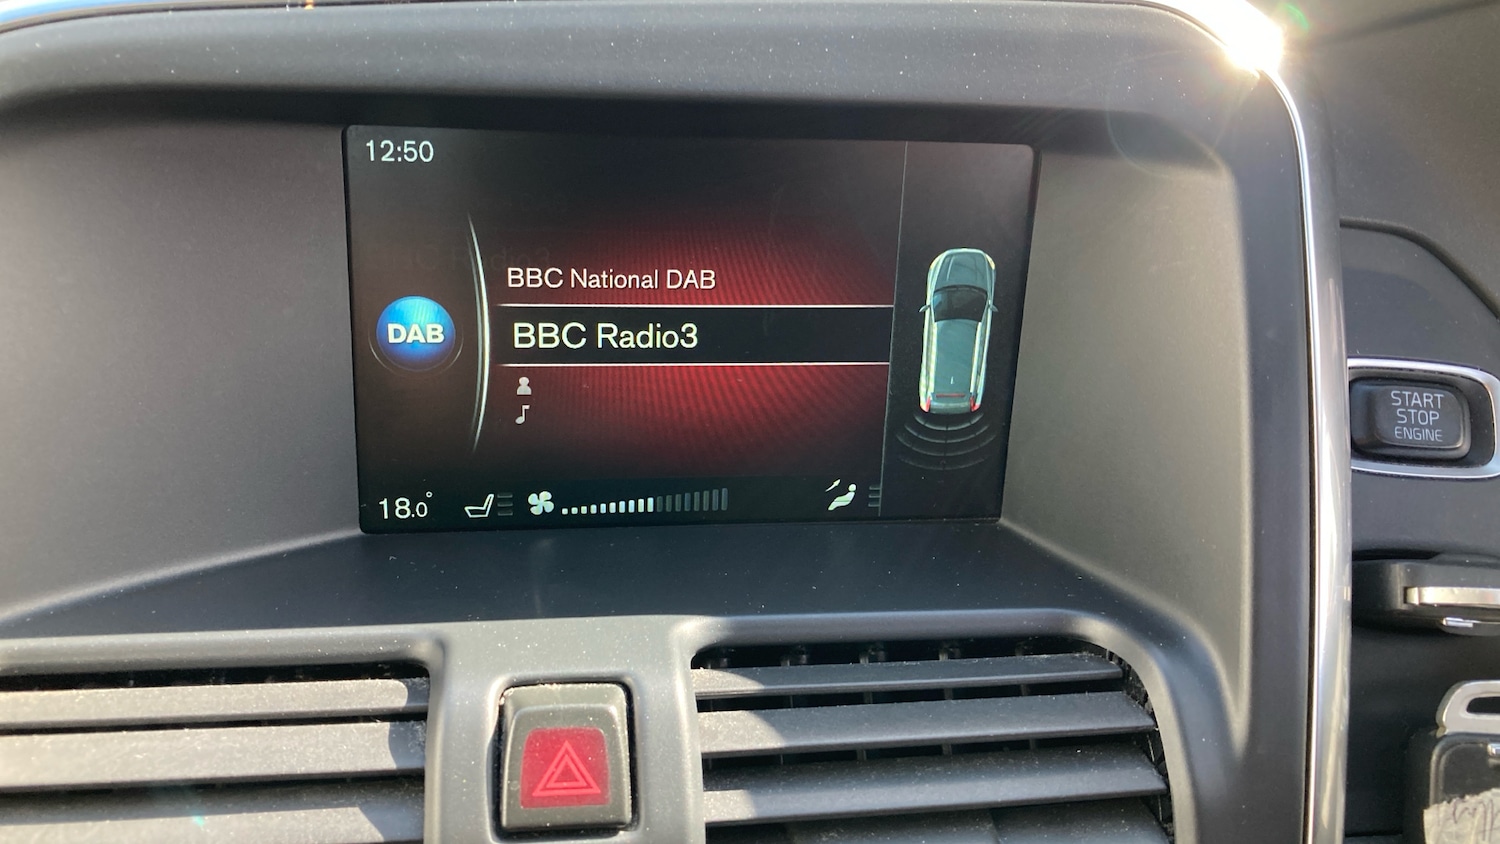 12:50
BBC National DAB
DAB
BBC Radio3
18.0°
START
STOP
ENGINE